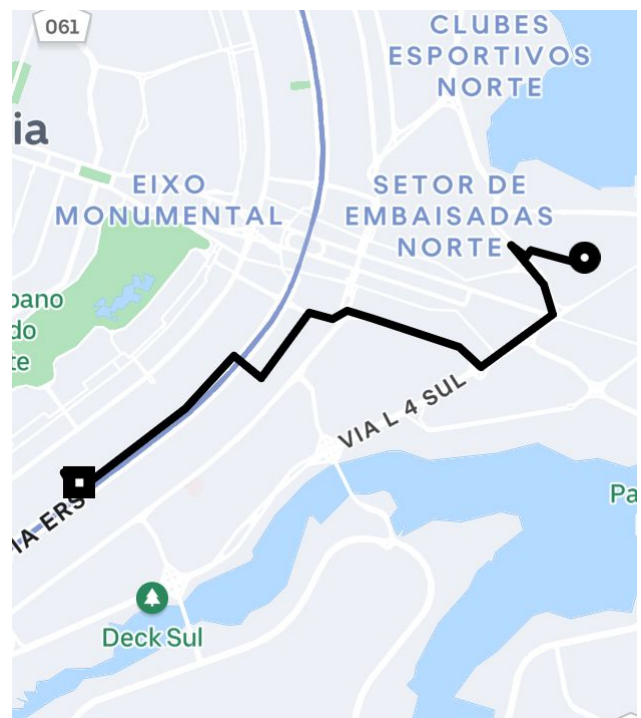 061
CLUBES
ESPORTIVOS
NORTE
ia
EIXO
MONUMENTAL
SETOR DE
EMBAISADAS
NORTE
bano
do
te
VIA L 4 SUL
IA ERS
Pa
Deck Sul